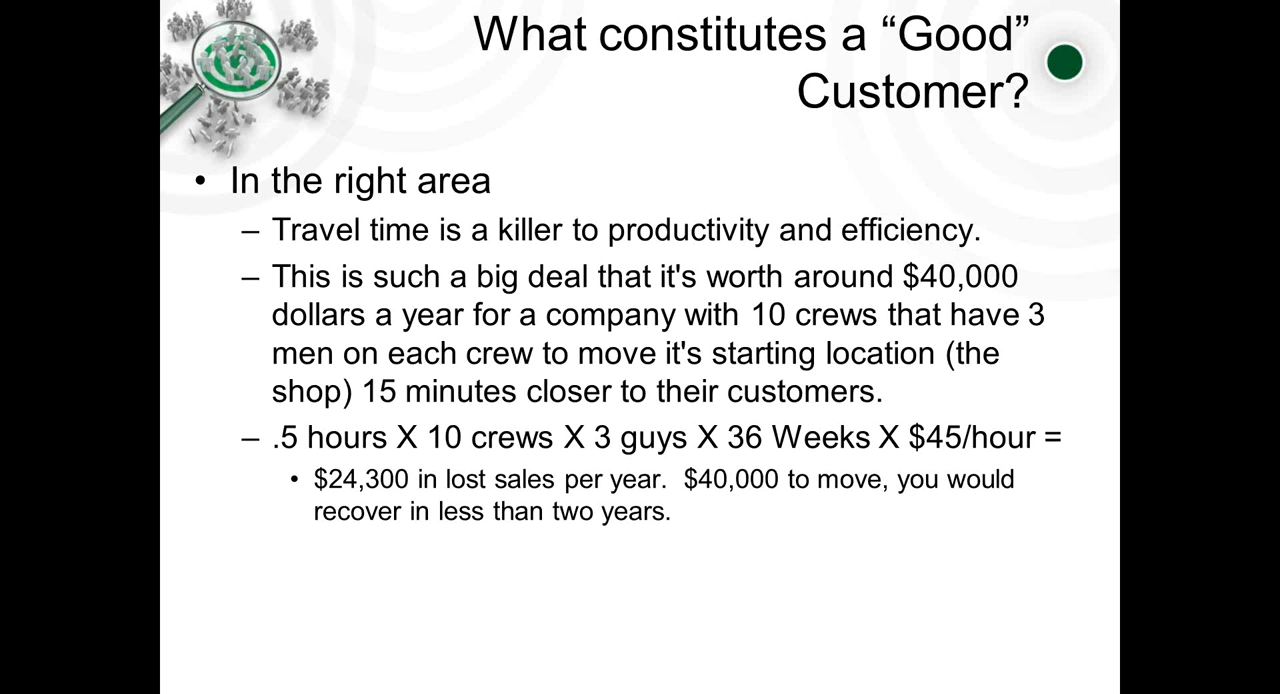 What constitutes a “Good”
Customer?
• In the right area
– Travel time is a killer to productivity and efficiency.
– This is such a big deal that it's worth around $40,000
dollars a year for a company with 10 crews that have 3
men on each crew to move it's starting location (the
shop) 15 minutes closer to their customers.
– .5 hours X 10 crews X 3 guys X 36 Weeks X $45/hour =
• $24,300 in lost sales per year.  $40,000 to move, you would
recover in less than two years.